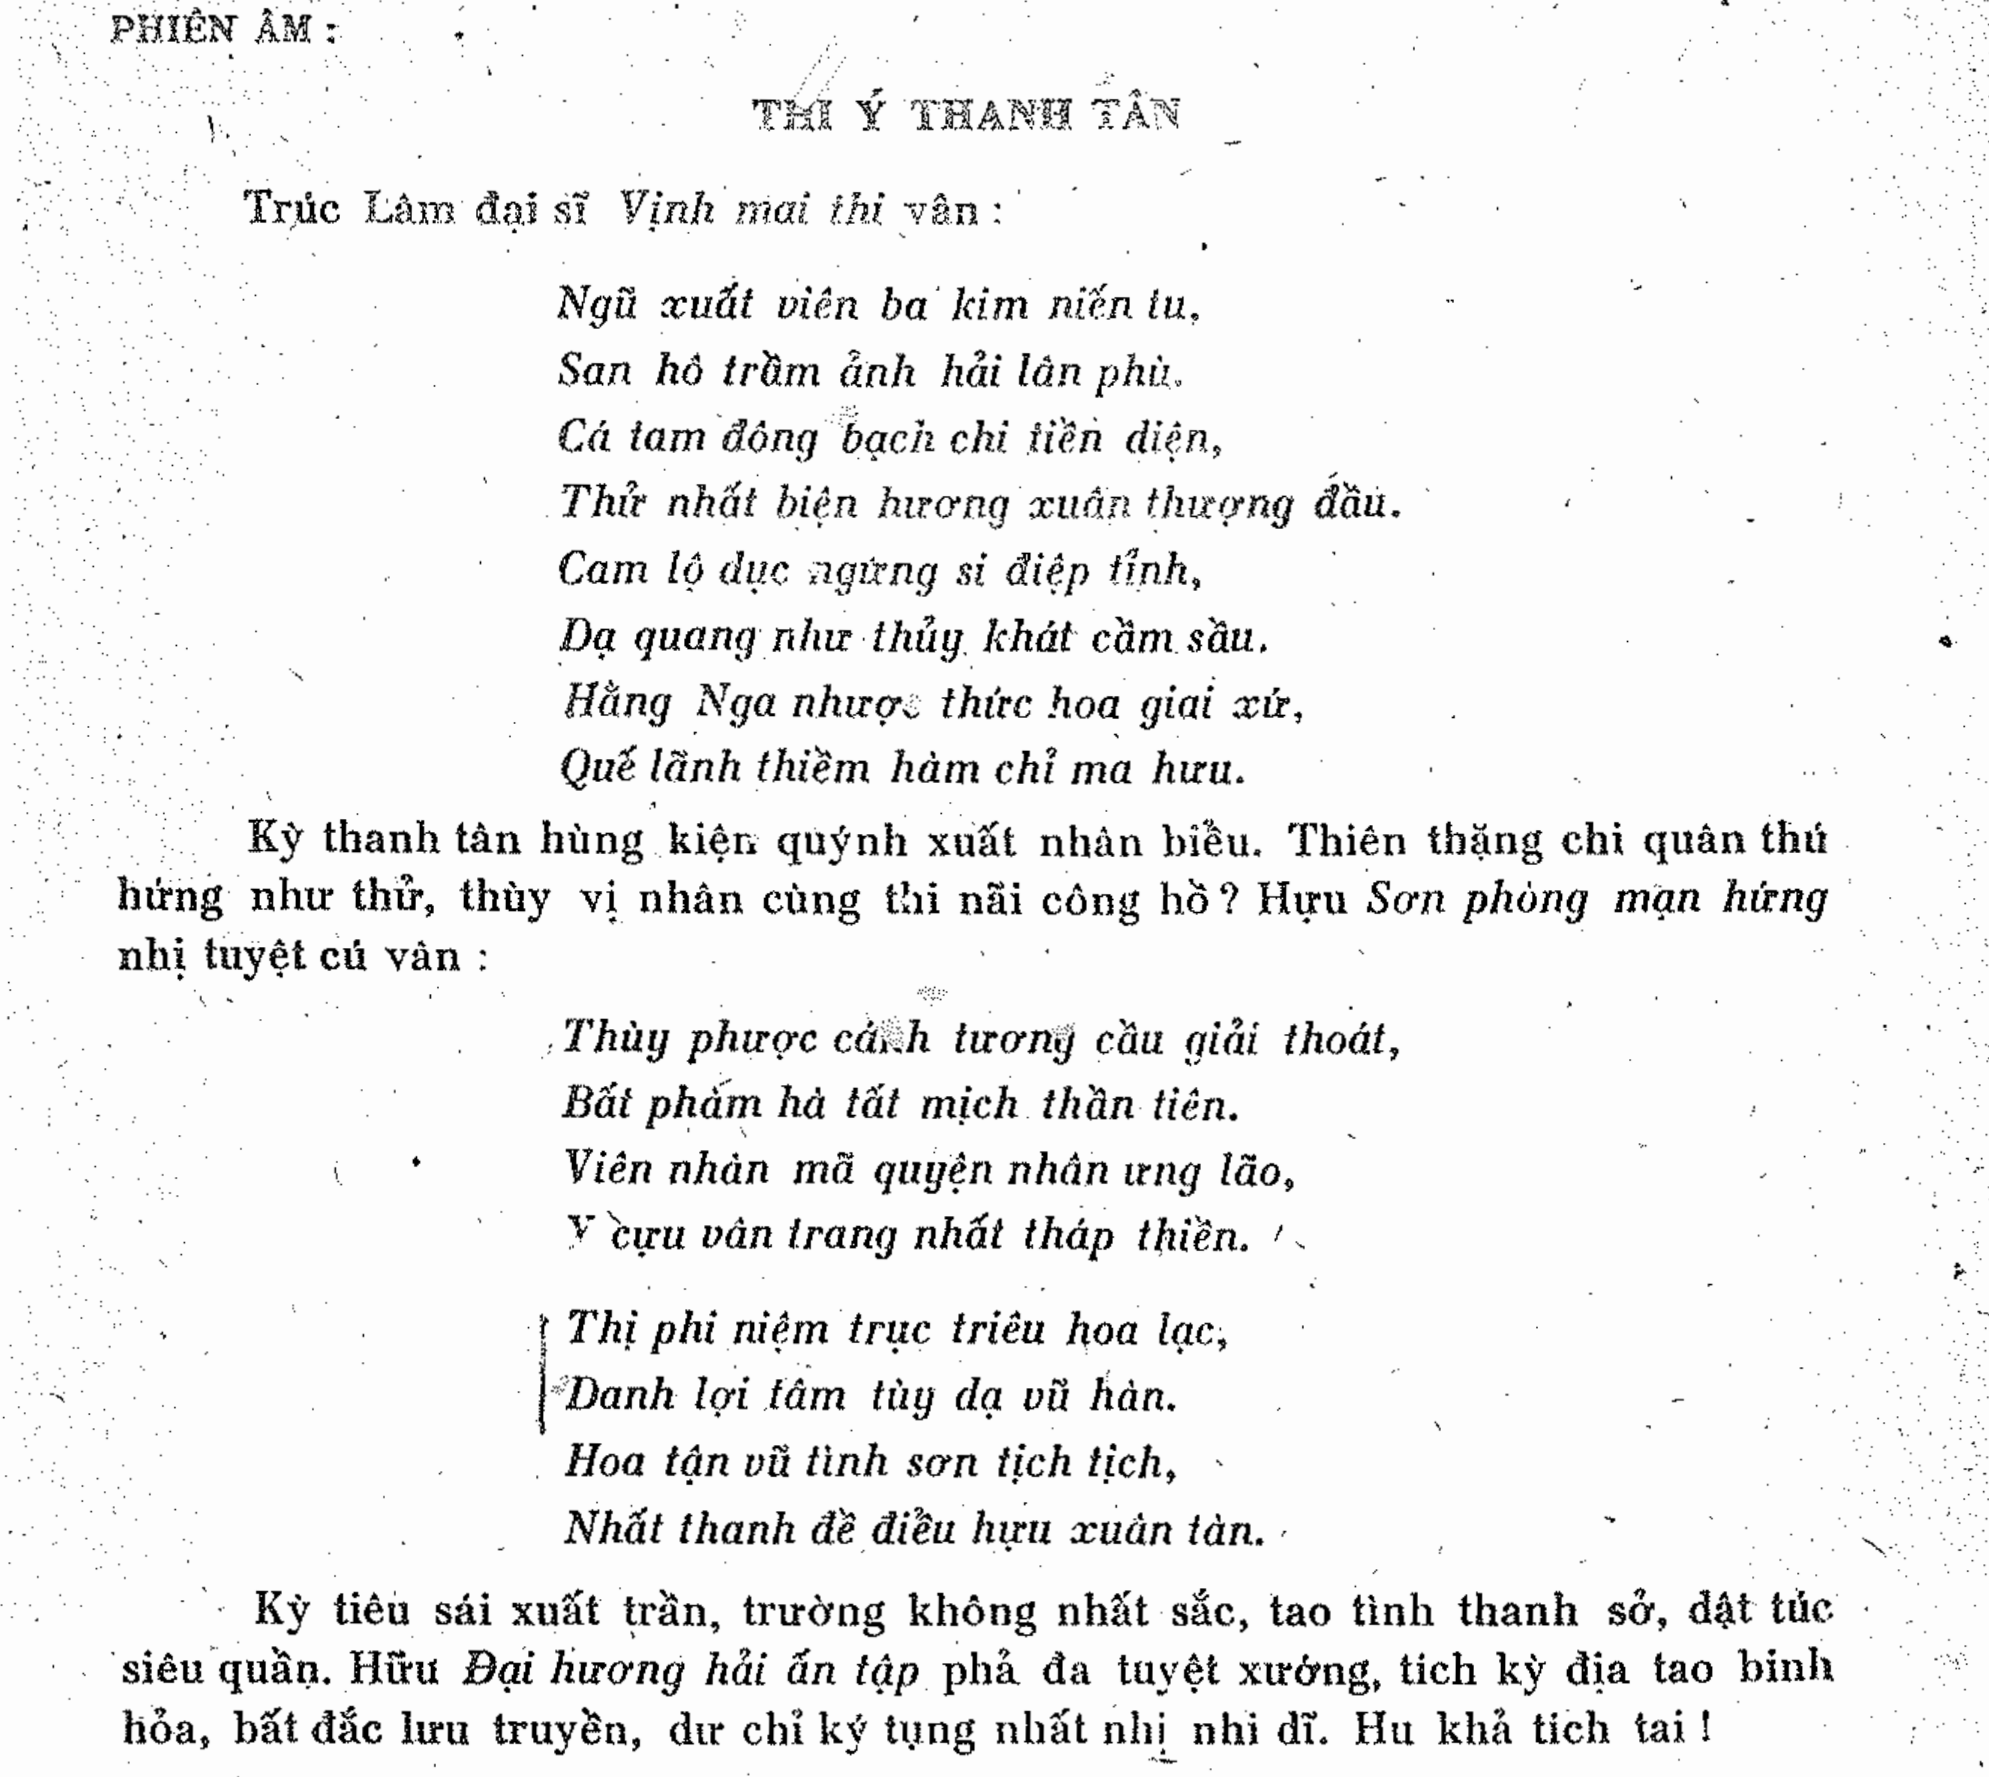 PHIÊN ÂM :
THI Ý THANH TÂN
Trúc Lâm đại sĩ Vịnh mai thi vân :
Ngũ xuất viên ba kim niến tu,
San hô trầm ảnh hải lân phù.
Cá tam đông bạch chi tiền diện,
Thử nhất biện hương xuân thượng đầu.
Cam lộ dục ngưng si điệp tỉnh,
Dạ quang như thủy khát cầm sầu.
Hằng Nga nhược thức hoa giai xứ,
Quế lãnh thiềm hàm chỉ ma hưu.
Kỳ thanh tân hùng kiện quýnh xuất nhân biểu. Thiên thặng chi quân thú
hứng như thử, thùy vị nhân cùng thi nãi công hồ ? Hựu Sơn phòng mạn hứng
nhị tuyệt cú vân :
Thùy phược cánh tương cầu giải thoát,
Bất phám hà tất mịch thần tiên.
Viên nhàn mã quyện nhân ưng lão,
Y cựu vân trang nhất tháp thiền.
Thị phi niệm trục triêu hoa lạc,
Danh lợi tâm tùy dạ vũ hàn.
Hoa tận vũ tình sơn tịch tịch,
Nhất thanh đề điểu hựu xuân tàn.
Kỳ tiêu sái xuất trần, trường không nhất sắc, tao tình thanh sở, dật túc
siêu quần. Hữu Đại hương hải ấn tập phả đa tuyệt xướng, tich kỳ địa tao binh
hỏa, bất đắc lưu truyền, dư chỉ ký tụng nhất nhị nhi dĩ. Hu khả tich tai !